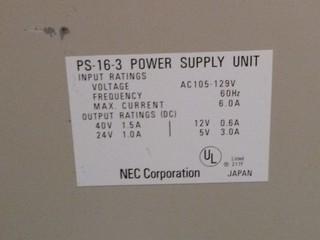 PS-16-3 POWER SUPPLY UNIT
INPUT RATINGS
VOLTAGE AC105-129V
FREQUENCY 60Hz
MAX. CURRENT 6.0A
OUTPUT RATINGS (DC)
40V 1.5A 12V 0.6A
24V 1.0A 5V 3.0A
UL Listed
NEC Corporation JAPAN